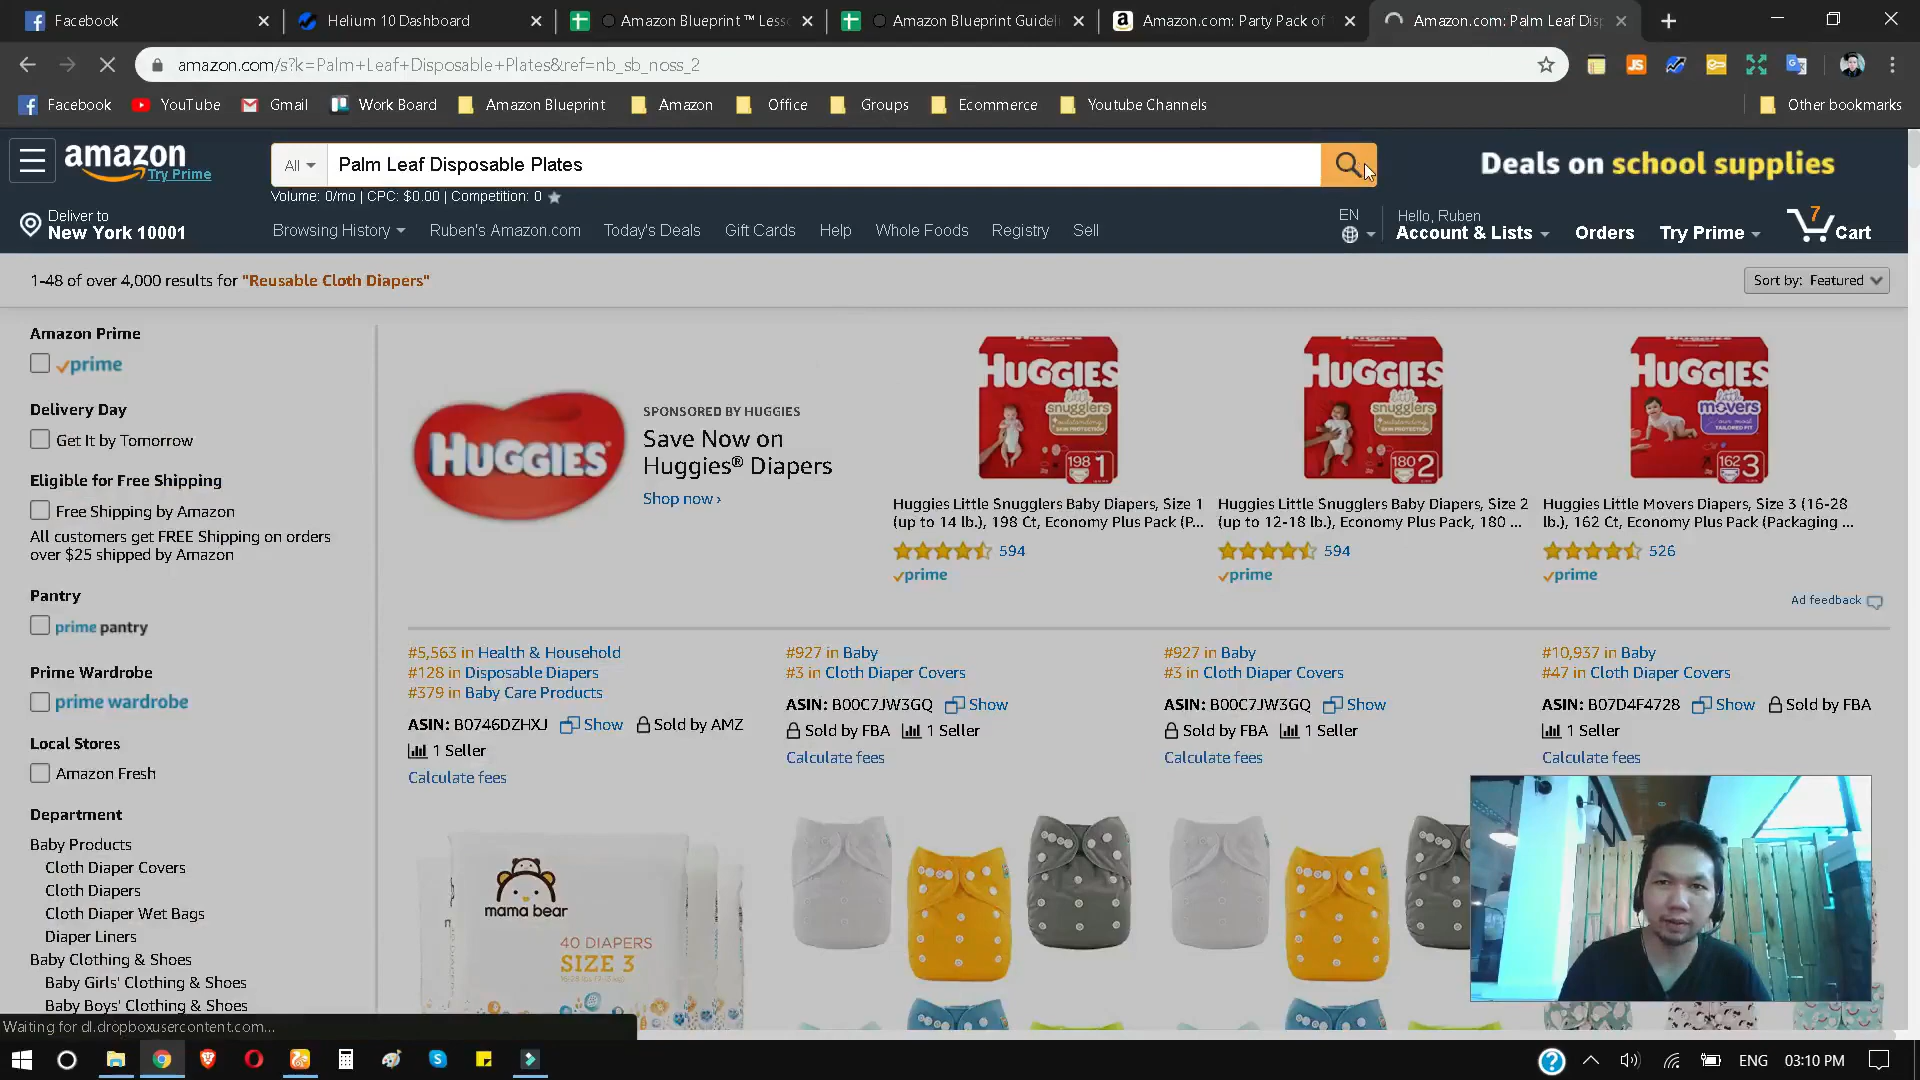 Facebook
Helium 10 Dashboard
Amazon Blueprint ™ Less
Amazon Blueprint Guidel
Amazon.com: Party Pack of
Amazon.com: Palm Leaf Dis
amazon.com/s?k=Palm+Leaf+Disposable+Plates&ref=nb_sb_noss_2
Facebook
YouTube
Gmail
Work Board
Amazon Blueprint
Amazon
Office
Groups
Ecommerce
Youtube Channels
Other bookmarks
amazon
Try Prime
All
Palm Leaf Disposable Plates
Deals on school supplies
Volume: 0/mo | CPC: $0.00 | Competition: 0
Deliver to
New York 10001
Browsing History
Ruben's Amazon.com
Today's Deals
Gift Cards
Help
Whole Foods
Registry
Sell
EN
Hello, Ruben
Account & Lists
Orders
Try Prime
7
Cart
1-48 of over 4,000 results for "Reusable Cloth Diapers"
Sort by: Featured
Amazon Prime
prime
Delivery Day
Get It by Tomorrow
Eligible for Free Shipping
Free Shipping by Amazon
All customers get FREE Shipping on orders
over $25 shipped by Amazon
Pantry
prime pantry
Prime Wardrobe
prime wardrobe
Local Stores
Amazon Fresh
Department
Baby Products
Cloth Diaper Covers
Cloth Diapers
Cloth Diaper Wet Bags
Diaper Liners
Baby Clothing & Shoes
Baby Girls' Clothing & Shoes
Baby Boys' Clothing & Shoes
HUGGIES
SPONSORED BY HUGGIES
Save Now on
Huggies® Diapers
Shop now ›
HUGGIES
little
snugglers
198 1
Huggies Little Snugglers Baby Diapers, Size 1
(up to 14 lb.), 198 Ct, Economy Plus Pack (P...
594
prime
HUGGIES
little
snugglers
180 2
Huggies Little Snugglers Baby Diapers, Size 2
(up to 12-18 lb.), Economy Plus Pack, 180 ...
594
prime
HUGGIES
little
movers
162 3
Huggies Little Movers Diapers, Size 3 (16-28
lb.), 162 Ct, Economy Plus Pack (Packaging ...
526
prime
Ad feedback
#5,563 in Health & Household
#128 in Disposable Diapers
#379 in Baby Care Products
ASIN: B0746DZHXJ Show Sold by AMZ
1 Seller
Calculate fees
#927 in Baby
#3 in Cloth Diaper Covers
ASIN: B00C7JW3GQ Show
Sold by FBA 1 Seller
Calculate fees
#927 in Baby
#3 in Cloth Diaper Covers
ASIN: B00C7JW3GQ Show
Sold by FBA 1 Seller
Calculate fees
#10,937 in Baby
#47 in Cloth Diaper Covers
ASIN: B07D4F4728 Show Sold by FBA
1 Seller
Calculate fees
mama bear
40 DIAPERS
SIZE 3
Waiting for dl.dropboxusercontent.com...
ENG
03:10 PM